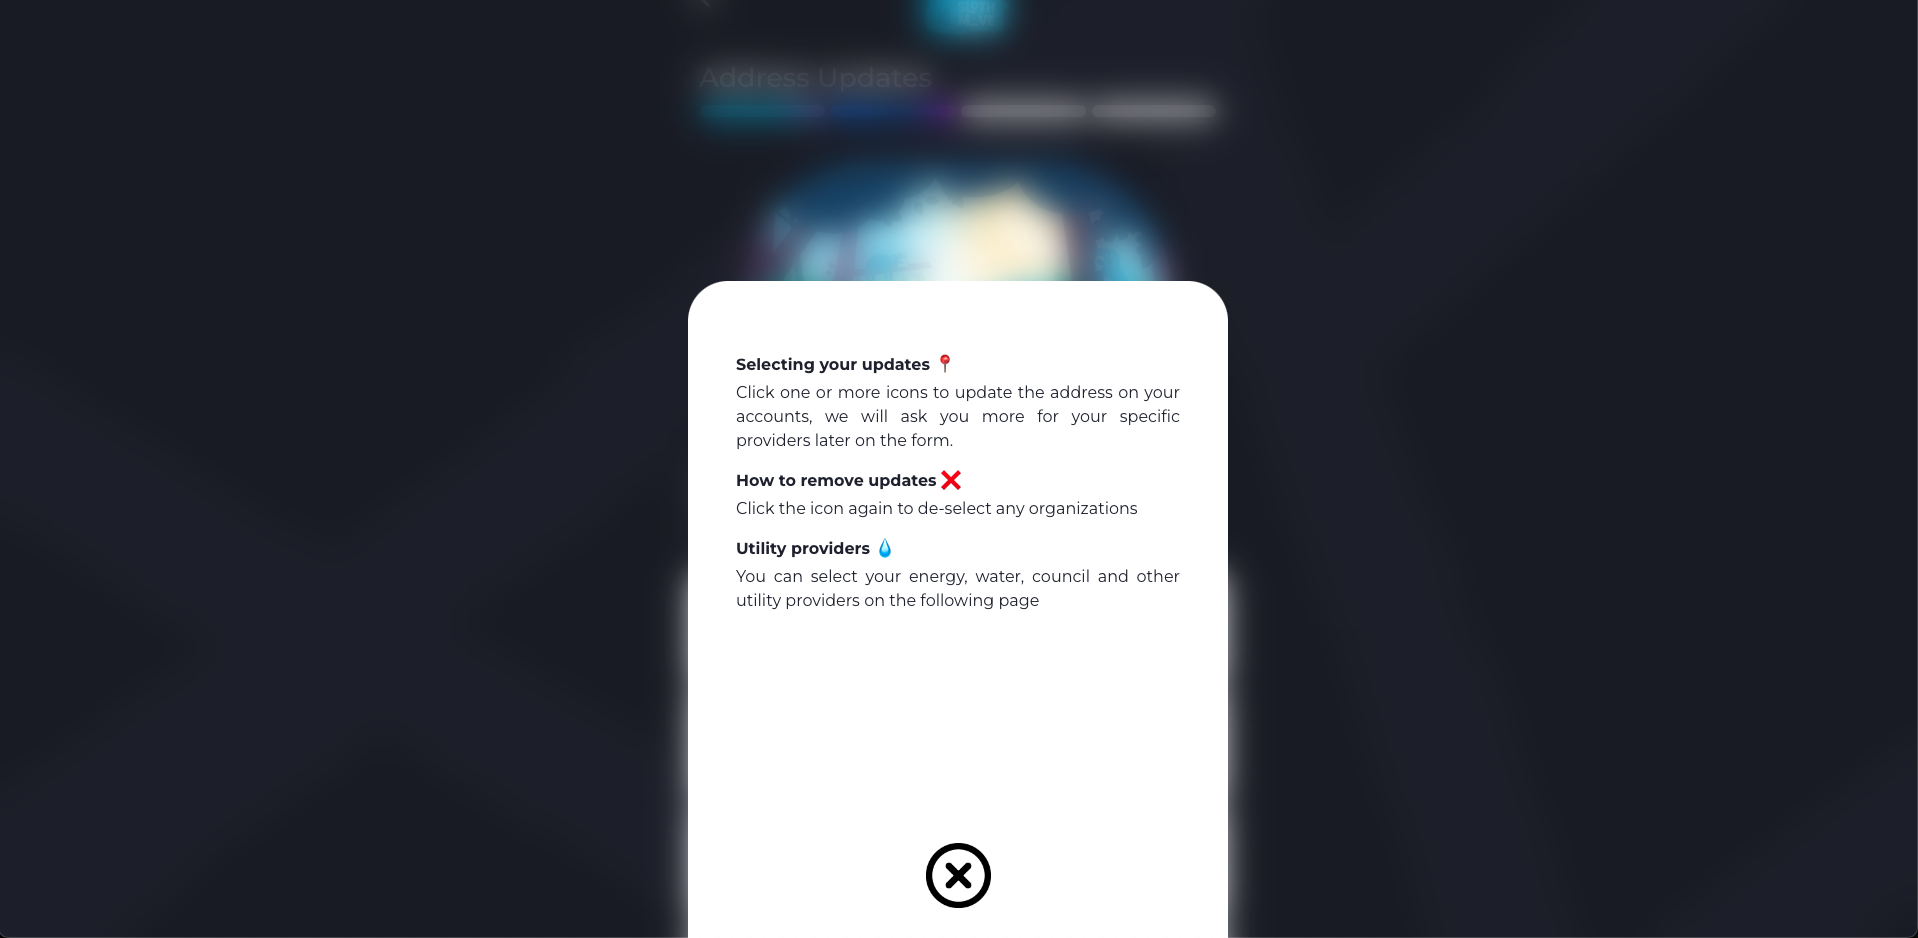 Address Updates
Selecting your updates 📍
Click one or more icons to update the address on your
accounts, we will ask you more for your specific
providers later on the form.
How to remove updates ❌
Click the icon again to de-select any organizations
Utility providers 💧
You can select your energy, water, council and other
utility providers on the following page